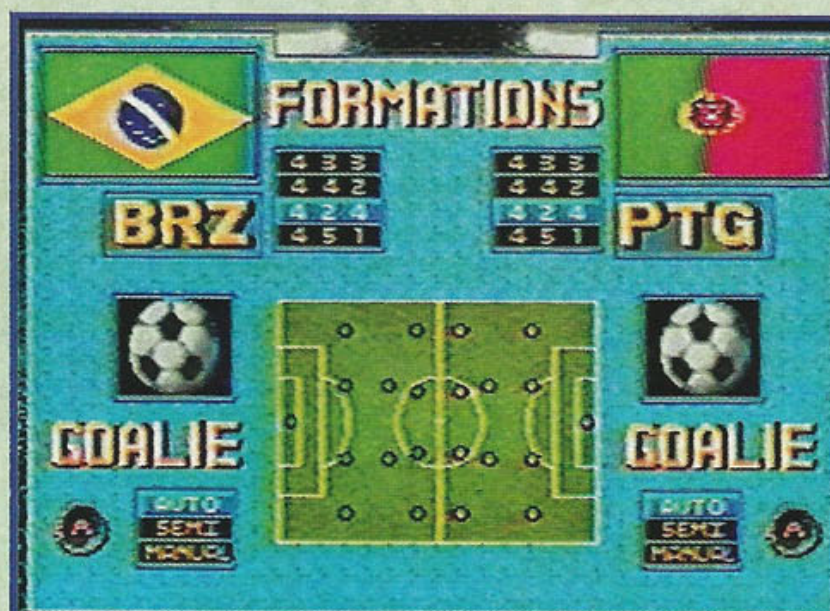 FORMATIONS
4 3 3
4 4 2
4 2 4
4 5 1
4 3 3
4 4 2
4 2 4
4 5 1
BRZ
PTG
GOALIE
GOALIE
A
AUTO
SEMI
MANUAL
AUTO
SEMI
MANUAL
A